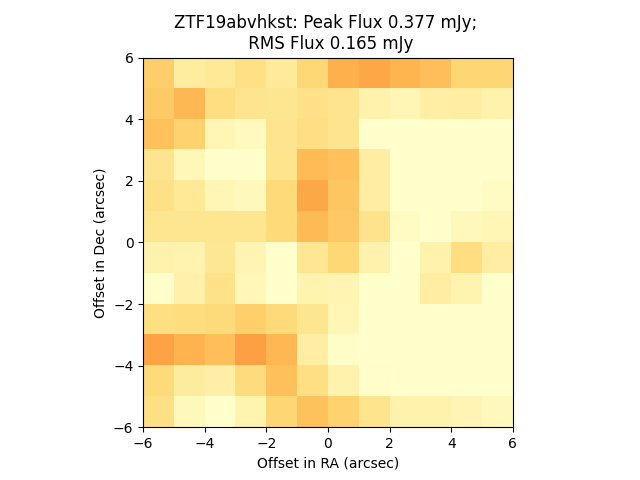 ZTF19abvhkst: Peak Flux 0.377 mJy;
RMS Flux 0.165 mJy
6
4
2
0
−2
−4
−6
Offset in Dec (arcsec)
−6 −4 −2 0 2 4 6
Offset in RA (arcsec)